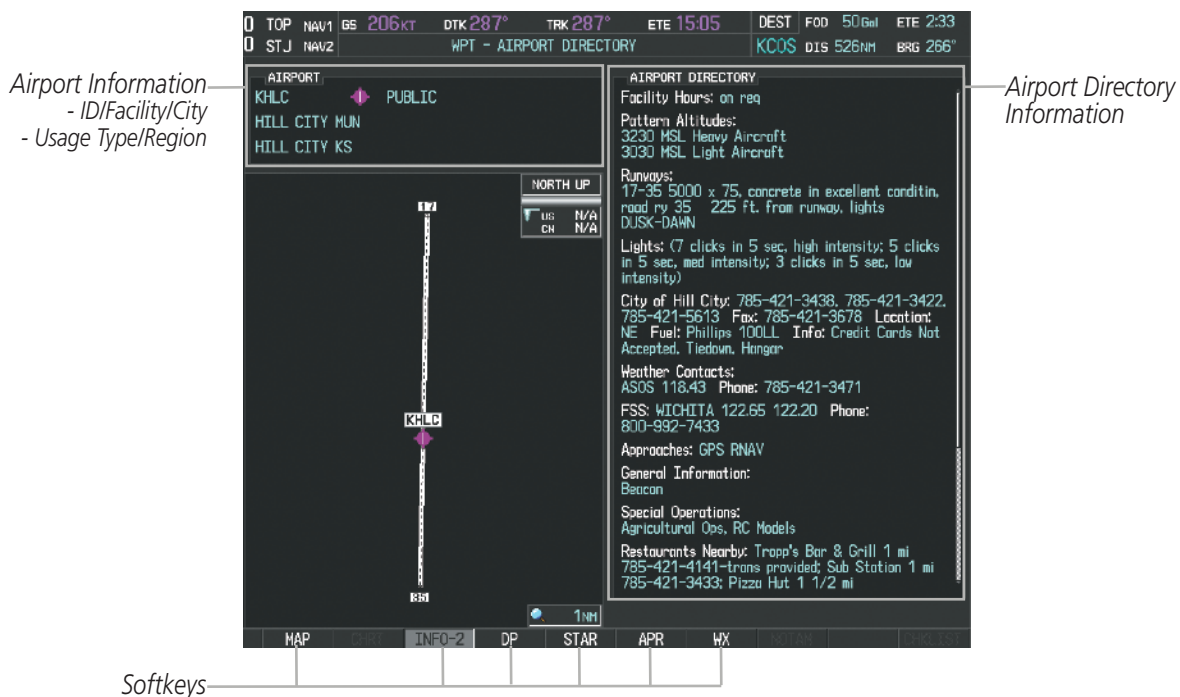 0 TOP NAV1 GS 206KT DTK 287° TRK 287° ETE 15:05 DEST FOD 50Gal ETE 2:33
0 STJ NAV2 WPT - AIRPORT DIRECTORY KCOS DIS 526NM BRG 266°
Airport Information
- ID/Facility/City
- Usage Type/Region
AIRPORT
KHLC PUBLIC
HILL CITY MUN
HILL CITY KS
NORTH UP
US N/A
CN N/A
17
KHLC
35
1NM
AIRPORT DIRECTORY
Facility Hours: on req
Pattern Altitudes:
3230 MSL Heavy Aircraft
3030 MSL Light Aircraft
Runways:
17-35 5000 x 75, concrete in excellent conditin,
road ry 35 225 ft. from runway, lights
DUSK-DAWN
Lights: (7 clicks in 5 sec, high intensity; 5 clicks
in 5 sec, med intensity; 3 clicks in 5 sec, low
intensity)
City of Hill City: 785-421-3438, 785-421-3422,
785-421-5613 Fax: 785-421-3678 Location:
NE Fuel: Phillips 100LL Info: Credit Cards Not
Accepted, Tiedown, Hangar
Weather Contacts:
ASOS 118.43 Phone: 785-421-3471
FSS: WICHITA 122.65 122.20 Phone:
800-992-7433
Approaches: GPS RNAV
General Information:
Beacon
Special Operations:
Agricultural Ops, RC Models
Restaurants Nearby: Trapp's Bar & Grill 1 mi
785-421-4141-trans provided; Sub Station 1 mi
785-421-3433; Pizza Hut 1 1/2 mi
Airport Directory
Information
MAP CHRT INFO-2 DP STAR APR WX NOTAM CHKLIST
Softkeys